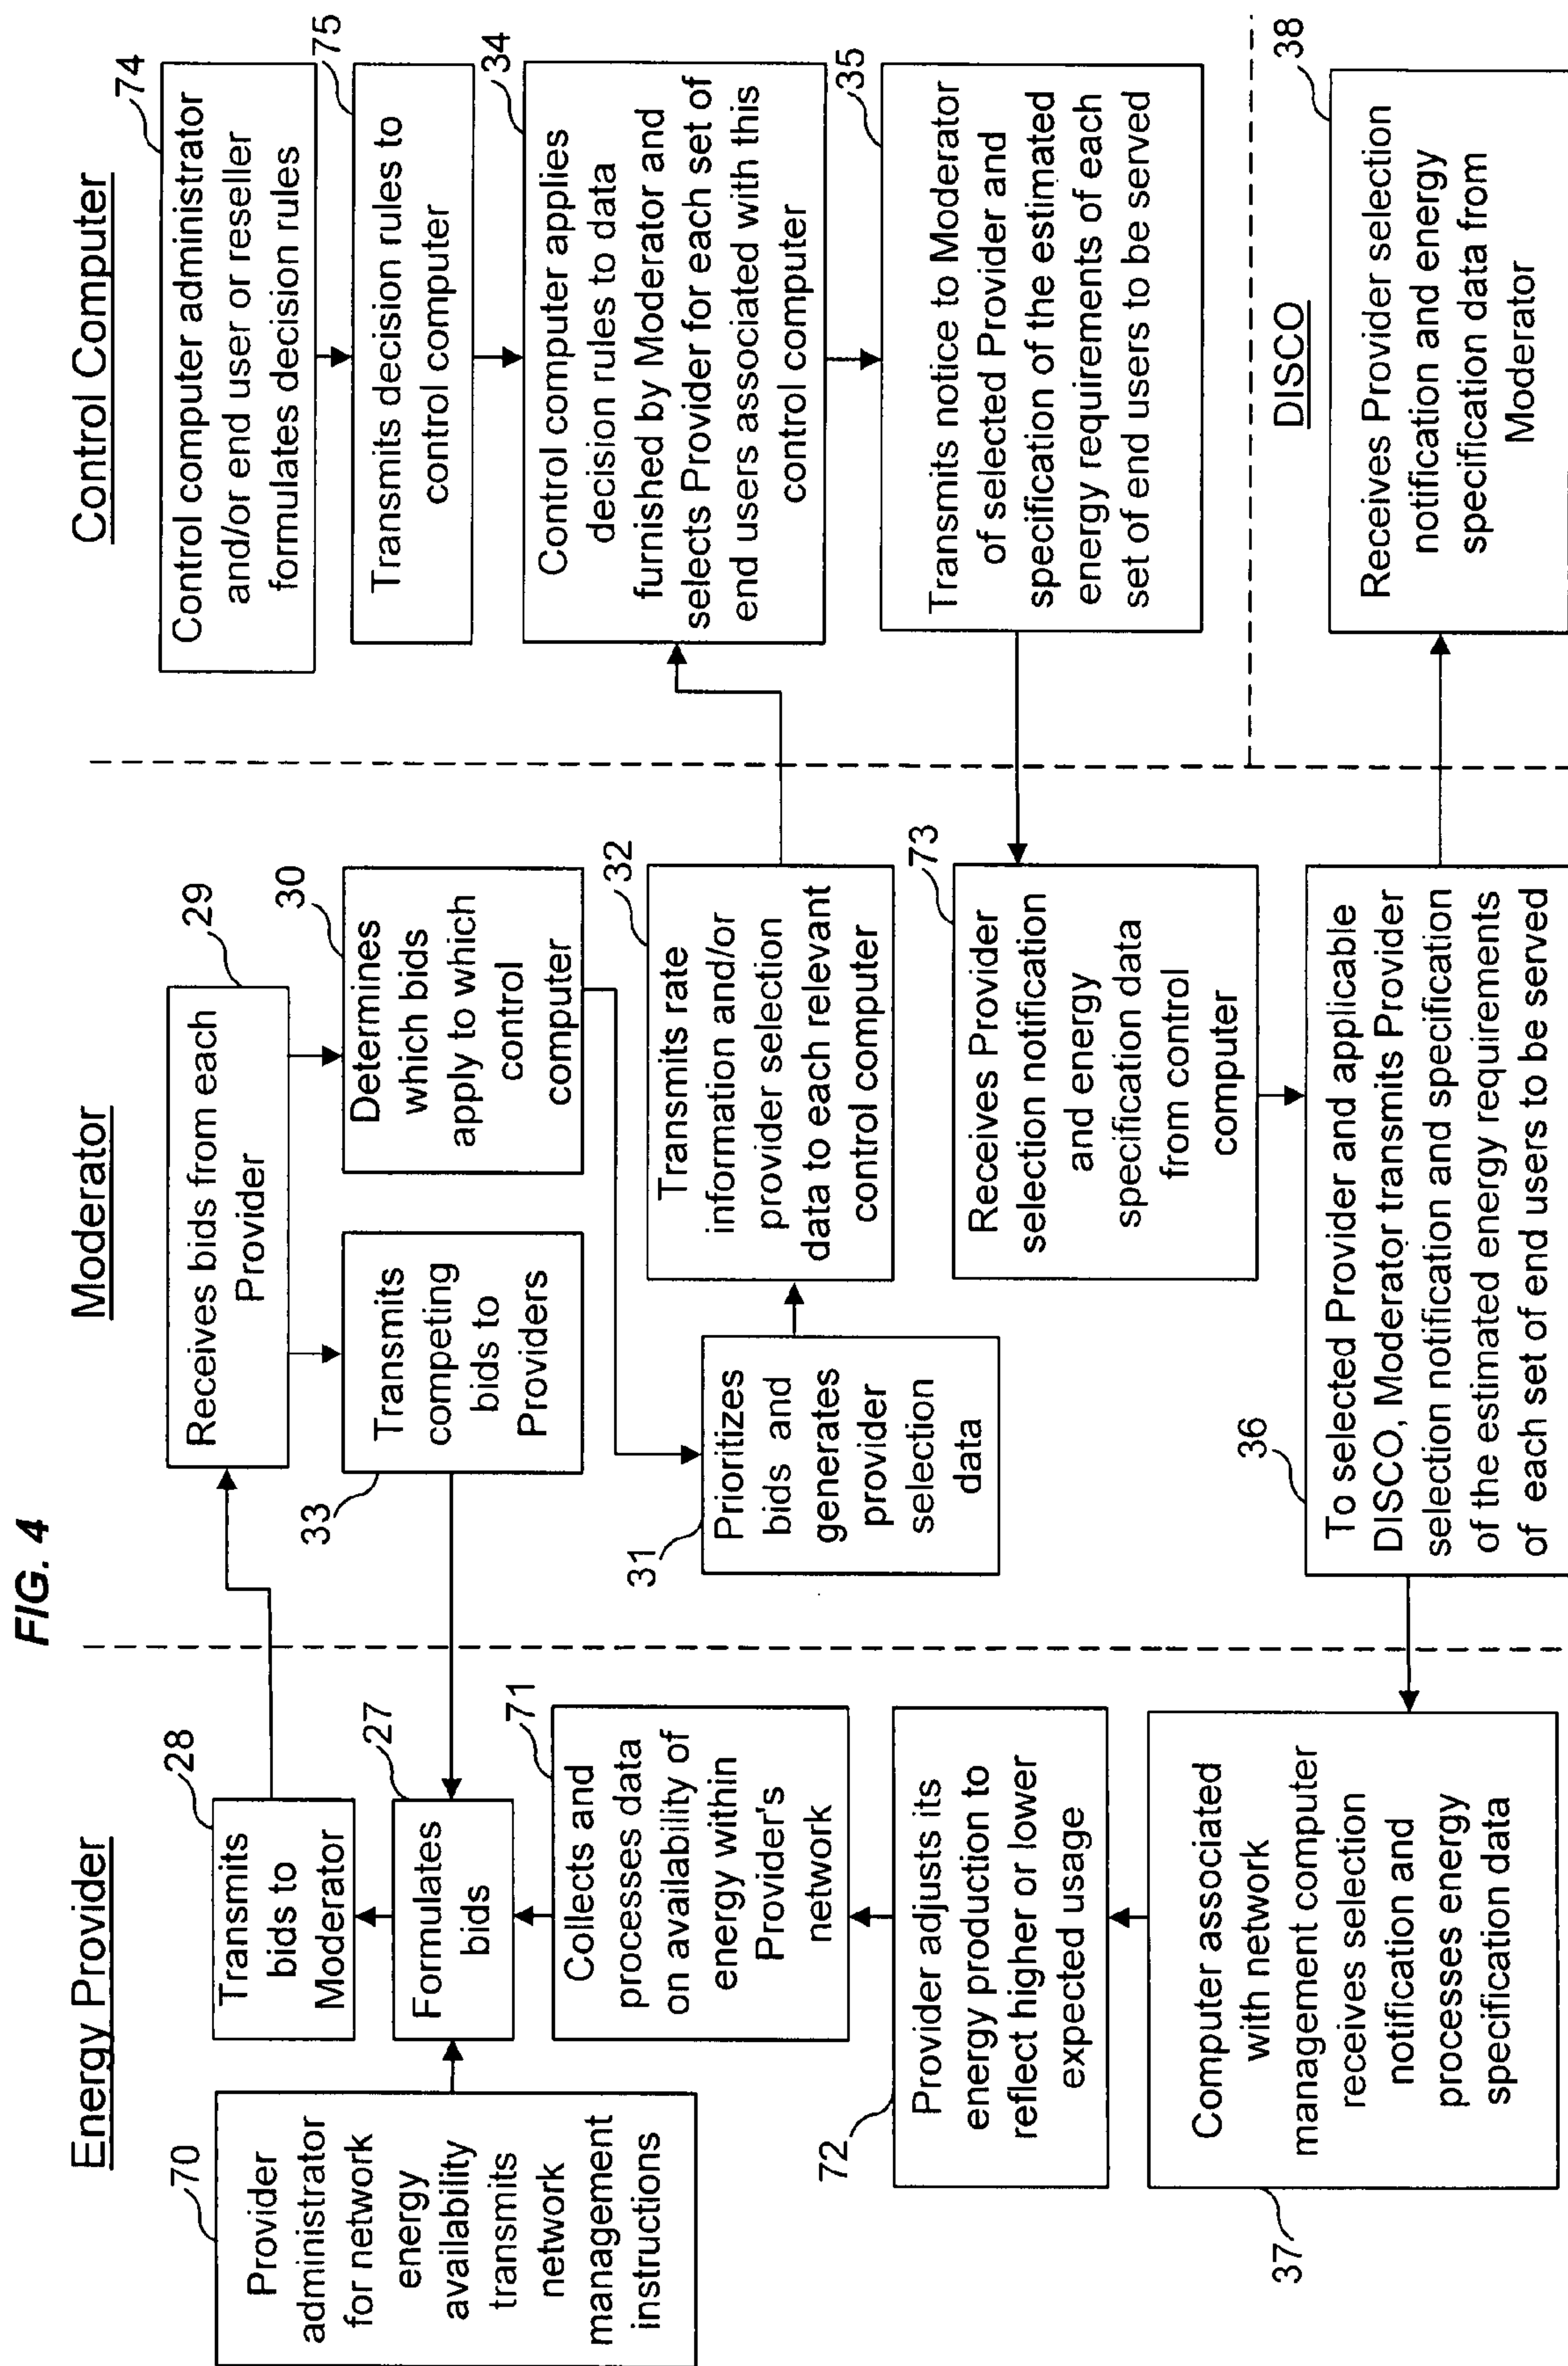 FIG. 4
Energy Provider
70
Provider
administrator
for network
energy
availability
transmits
network
management
instructions
28
Transmits
bids to
Moderator
27
Formulates
bids
71
Collects and
processes data
on availability of
energy within
Provider's
network
72
Provider adjusts its
energy production to
reflect higher or lower
expected usage
37
Computer associated
with network
management computer
receives selection
notification and
processes energy
specification data
Moderator
29
Receives bids from each
Provider
33
Transmits
competing
bids to
Providers
30
Determines
which bids
apply to which
control
computer
31
Prioritizes
bids and
generates
provider
selection
data
32
Transmits rate
information and/or
provider selection
data to each relevant
control computer
73
Receives Provider
selection notification
and energy
specification data
from control
computer
36
To selected Provider and applicable
DISCO, Moderator transmits Provider
selection notification and specification
of the estimated energy requirements
of each set of end users to be served
Control Computer
74
Control computer administrator
and/or end user or reseller
formulates decision rules
75
Transmits decision rules to
control computer
34
Control computer applies
decision rules to data
furnished by Moderator and
selects Provider for each set of
end users associated with this
control computer
35
Transmits notice to Moderator
of selected Provider and
specification of the estimated
energy requirements of each
set of end users to be served
DISCO
38
Receives Provider selection
notification and energy
specification data from
Moderator